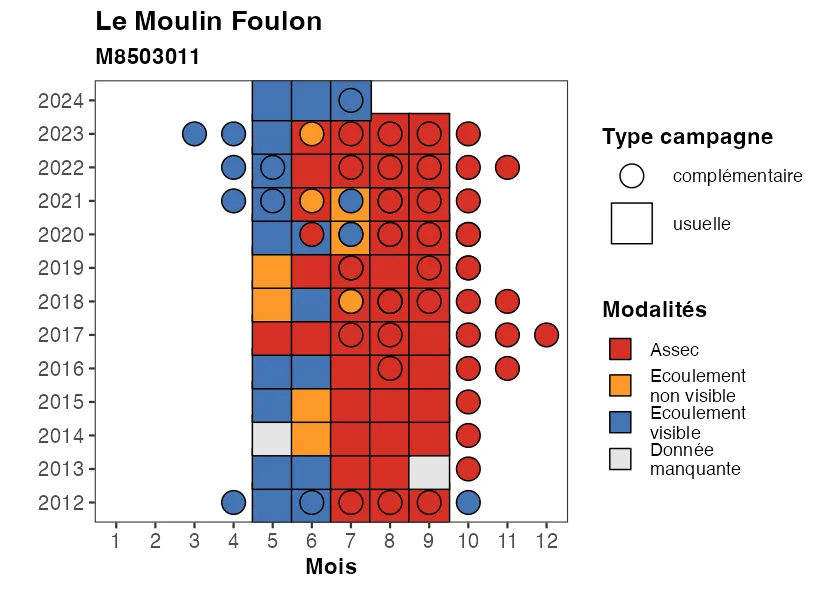 Le Moulin Foulon
M8503011
2024
2023
2022
2021
2020
2019
2018
2017
2016
2015
2014
2013
2012
1 2 3 4 5 6 7 8 9 10 11 12
Mois
Type campagne
complémentaire
usuelle
Modalités
Assec
Ecoulement
non visible
Ecoulement
visible
Donnée
manquante